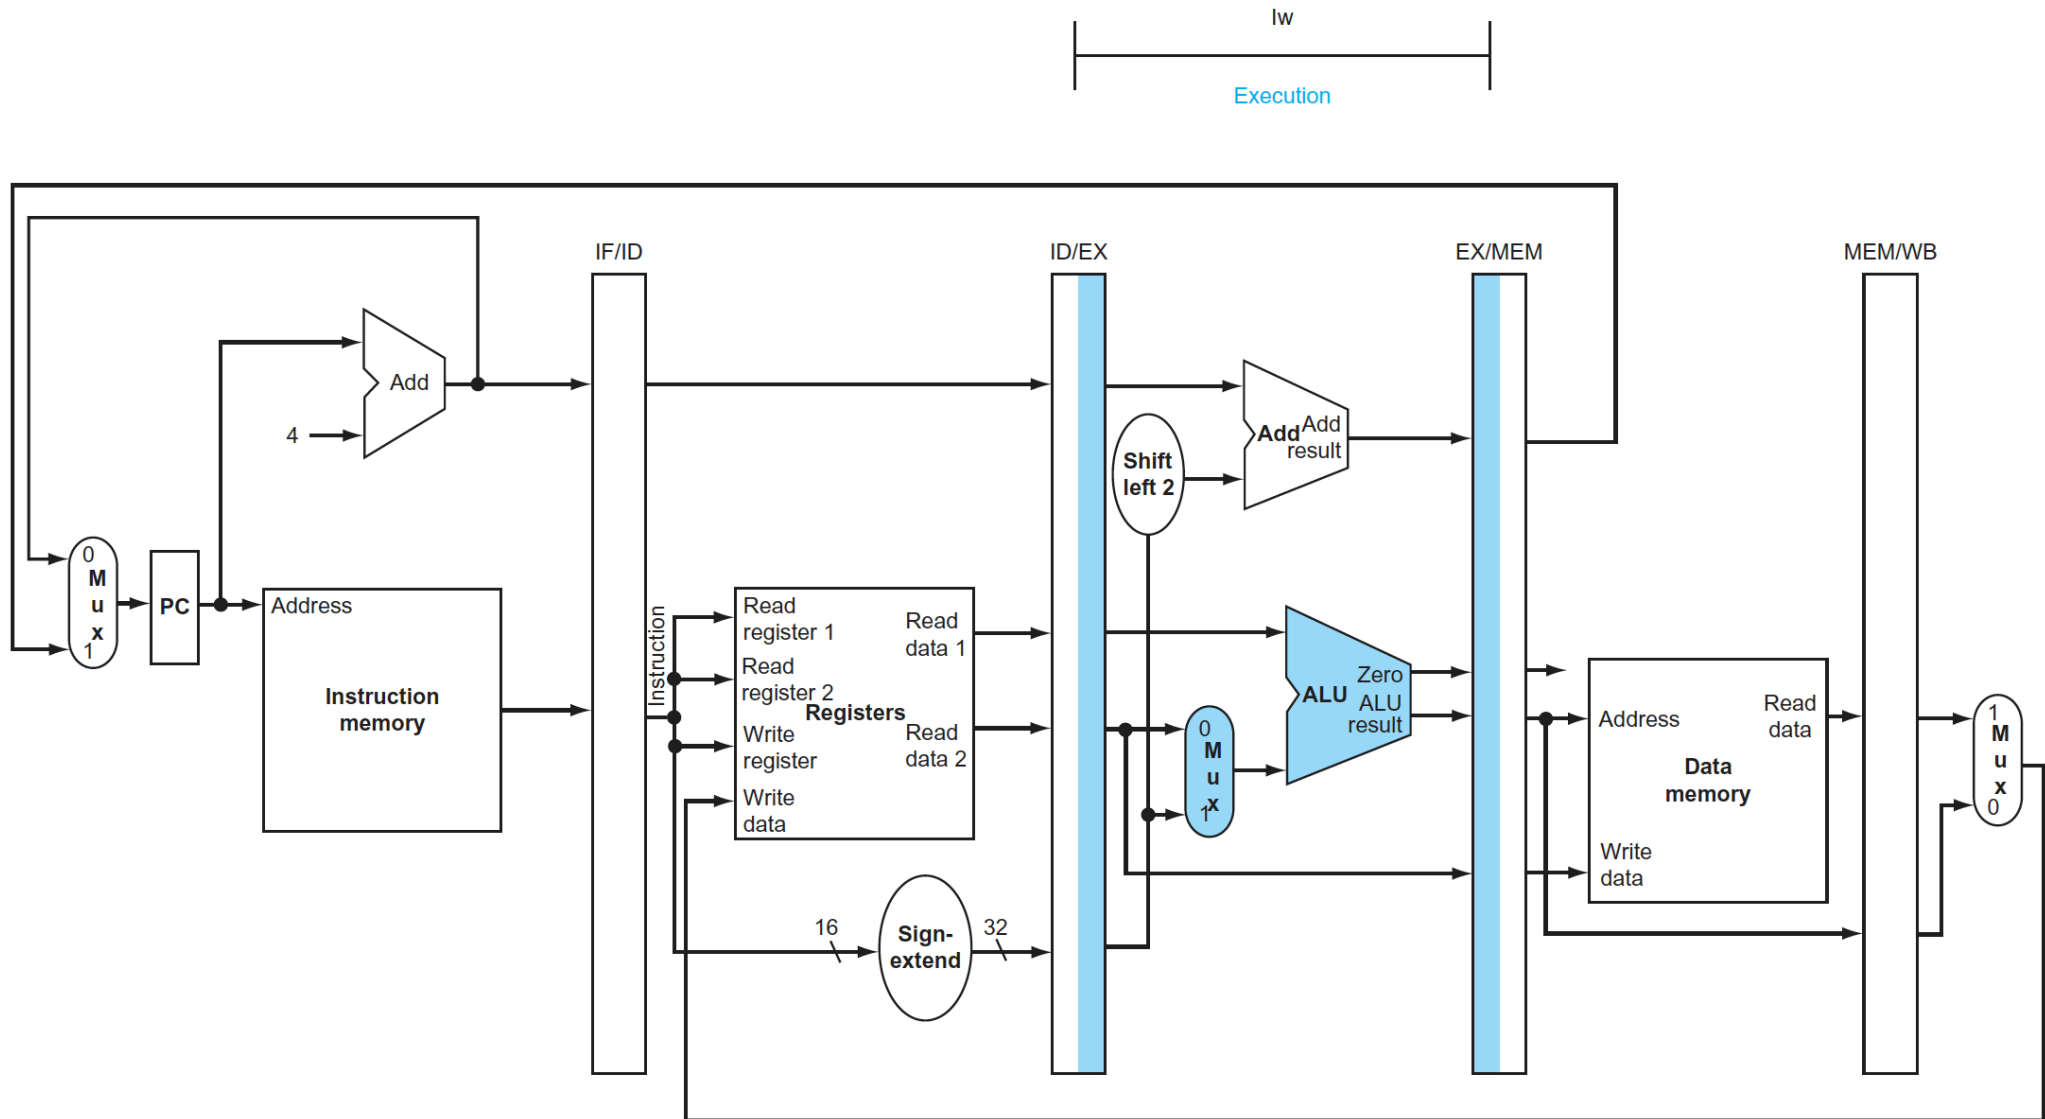 lw
Execution
IF/ID
ID/EX
EX/MEM
MEM/WB
Add
4
Add
Add
result
Shift
left 2
0
M
u
x
1
PC
Address
Instruction
memory
Instruction
Read
register 1
Read
register 2
Write
register
Write
data
Registers
Read
data 1
Read
data 2
16
Sign-
extend
32
0
M
u
x
1
ALU
Zero
ALU
result
Address
Write
data
Data
memory
Read
data
1
M
u
x
0